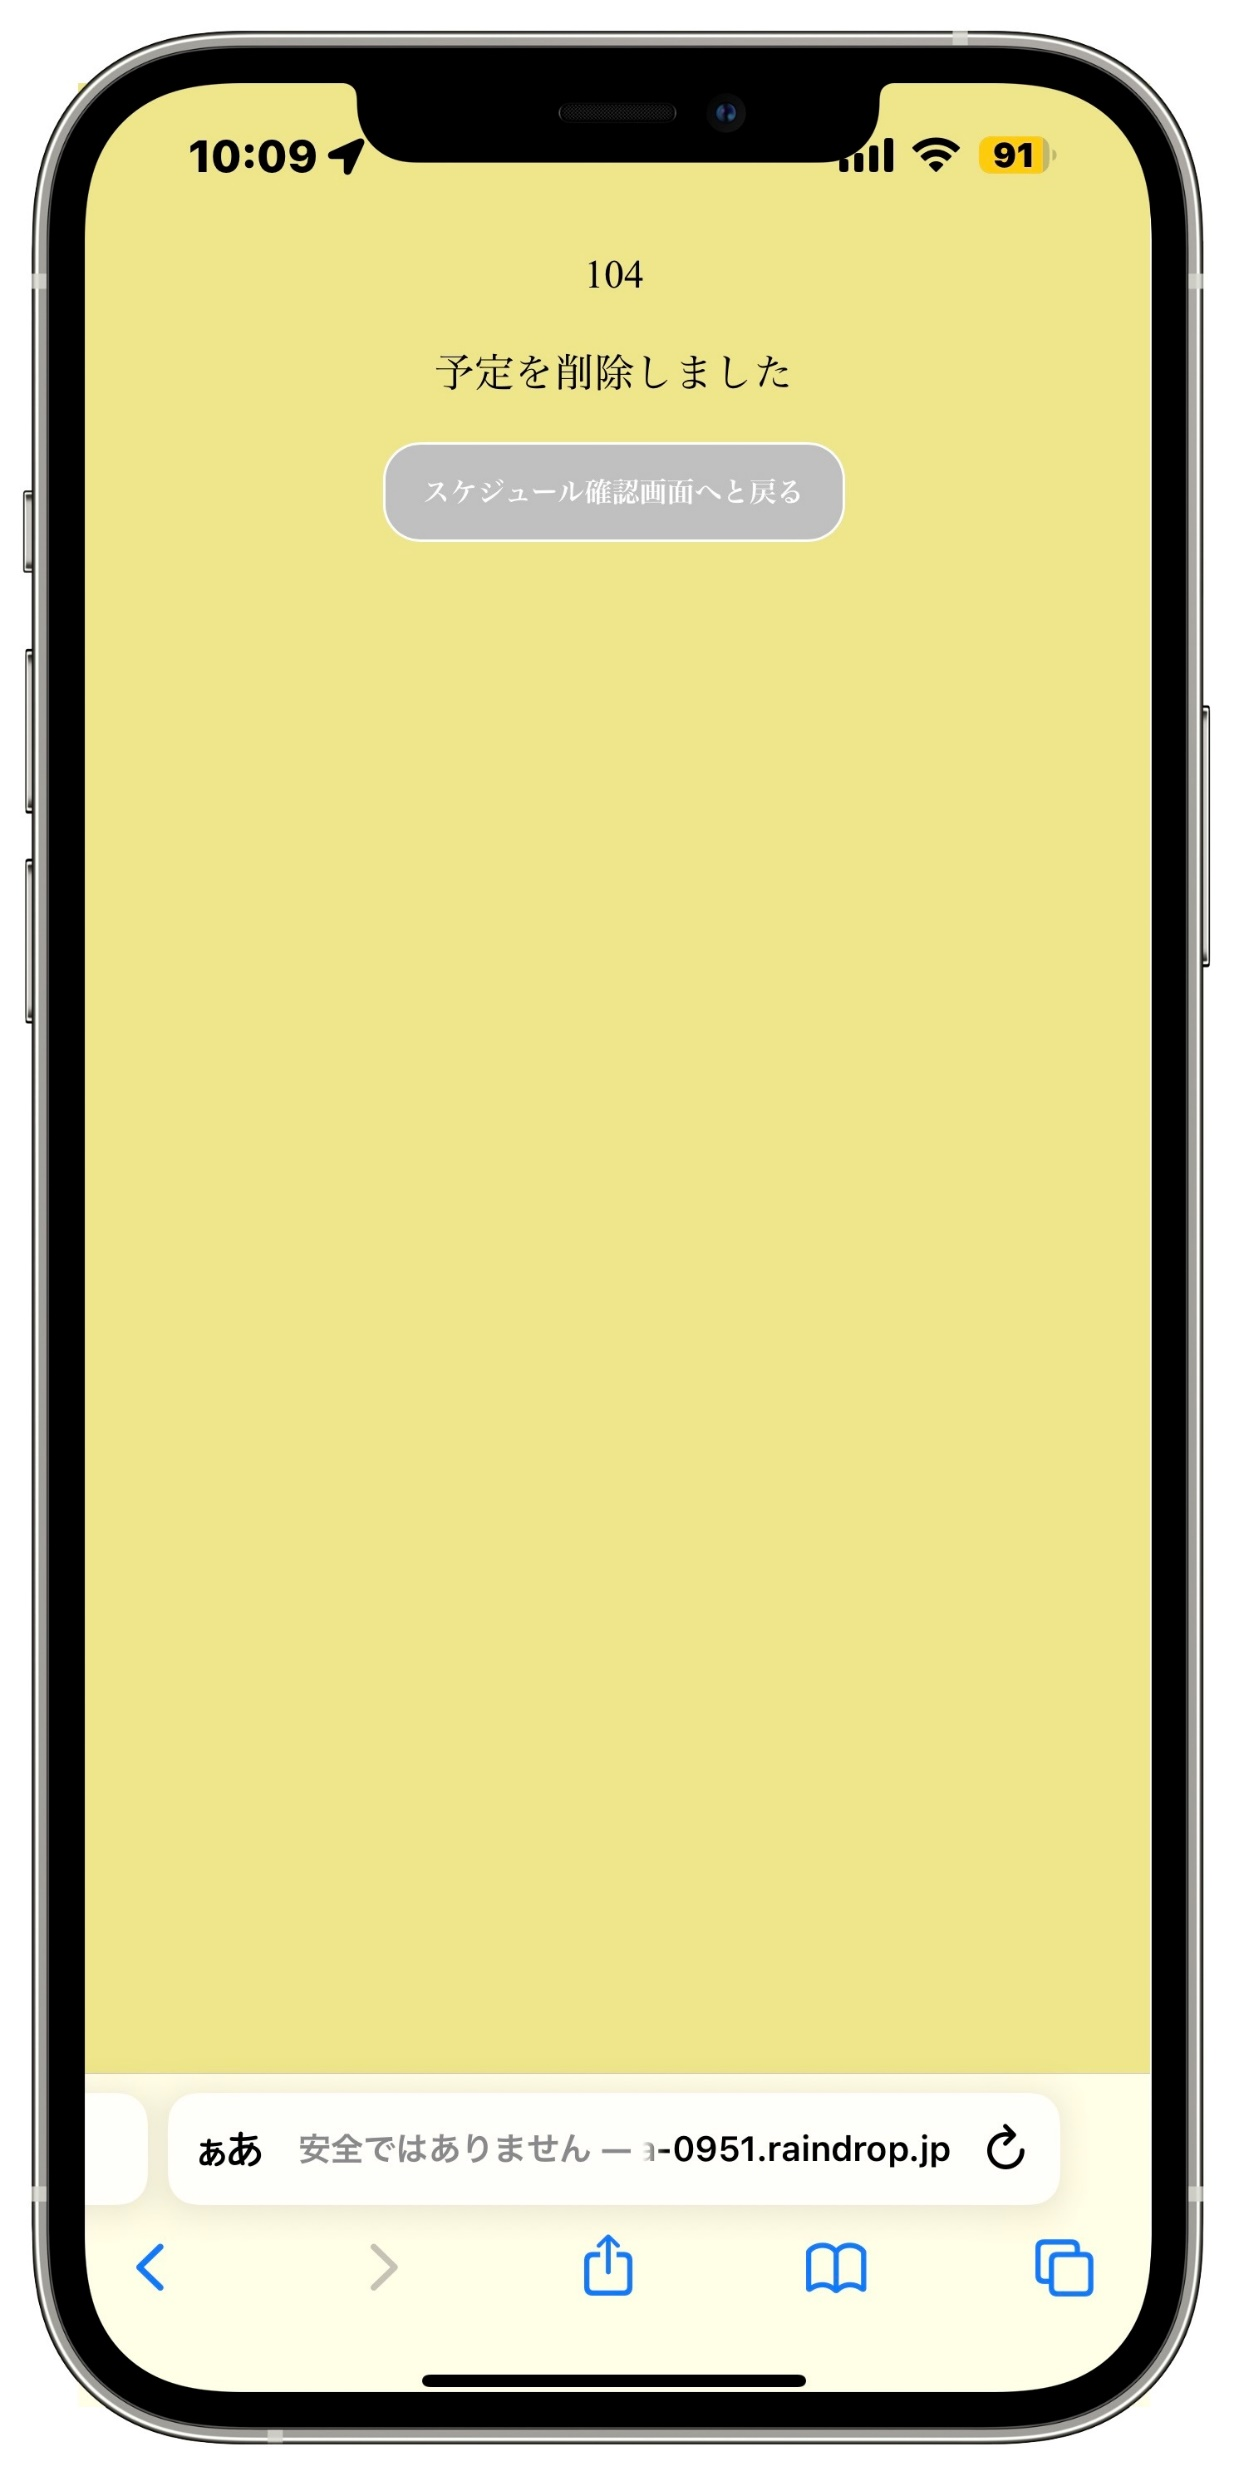 10:09
91
104
予定を削除しました
スケジュール確認画面へと戻る
ぁあ 安全ではありません — -0951.raindrop.jp